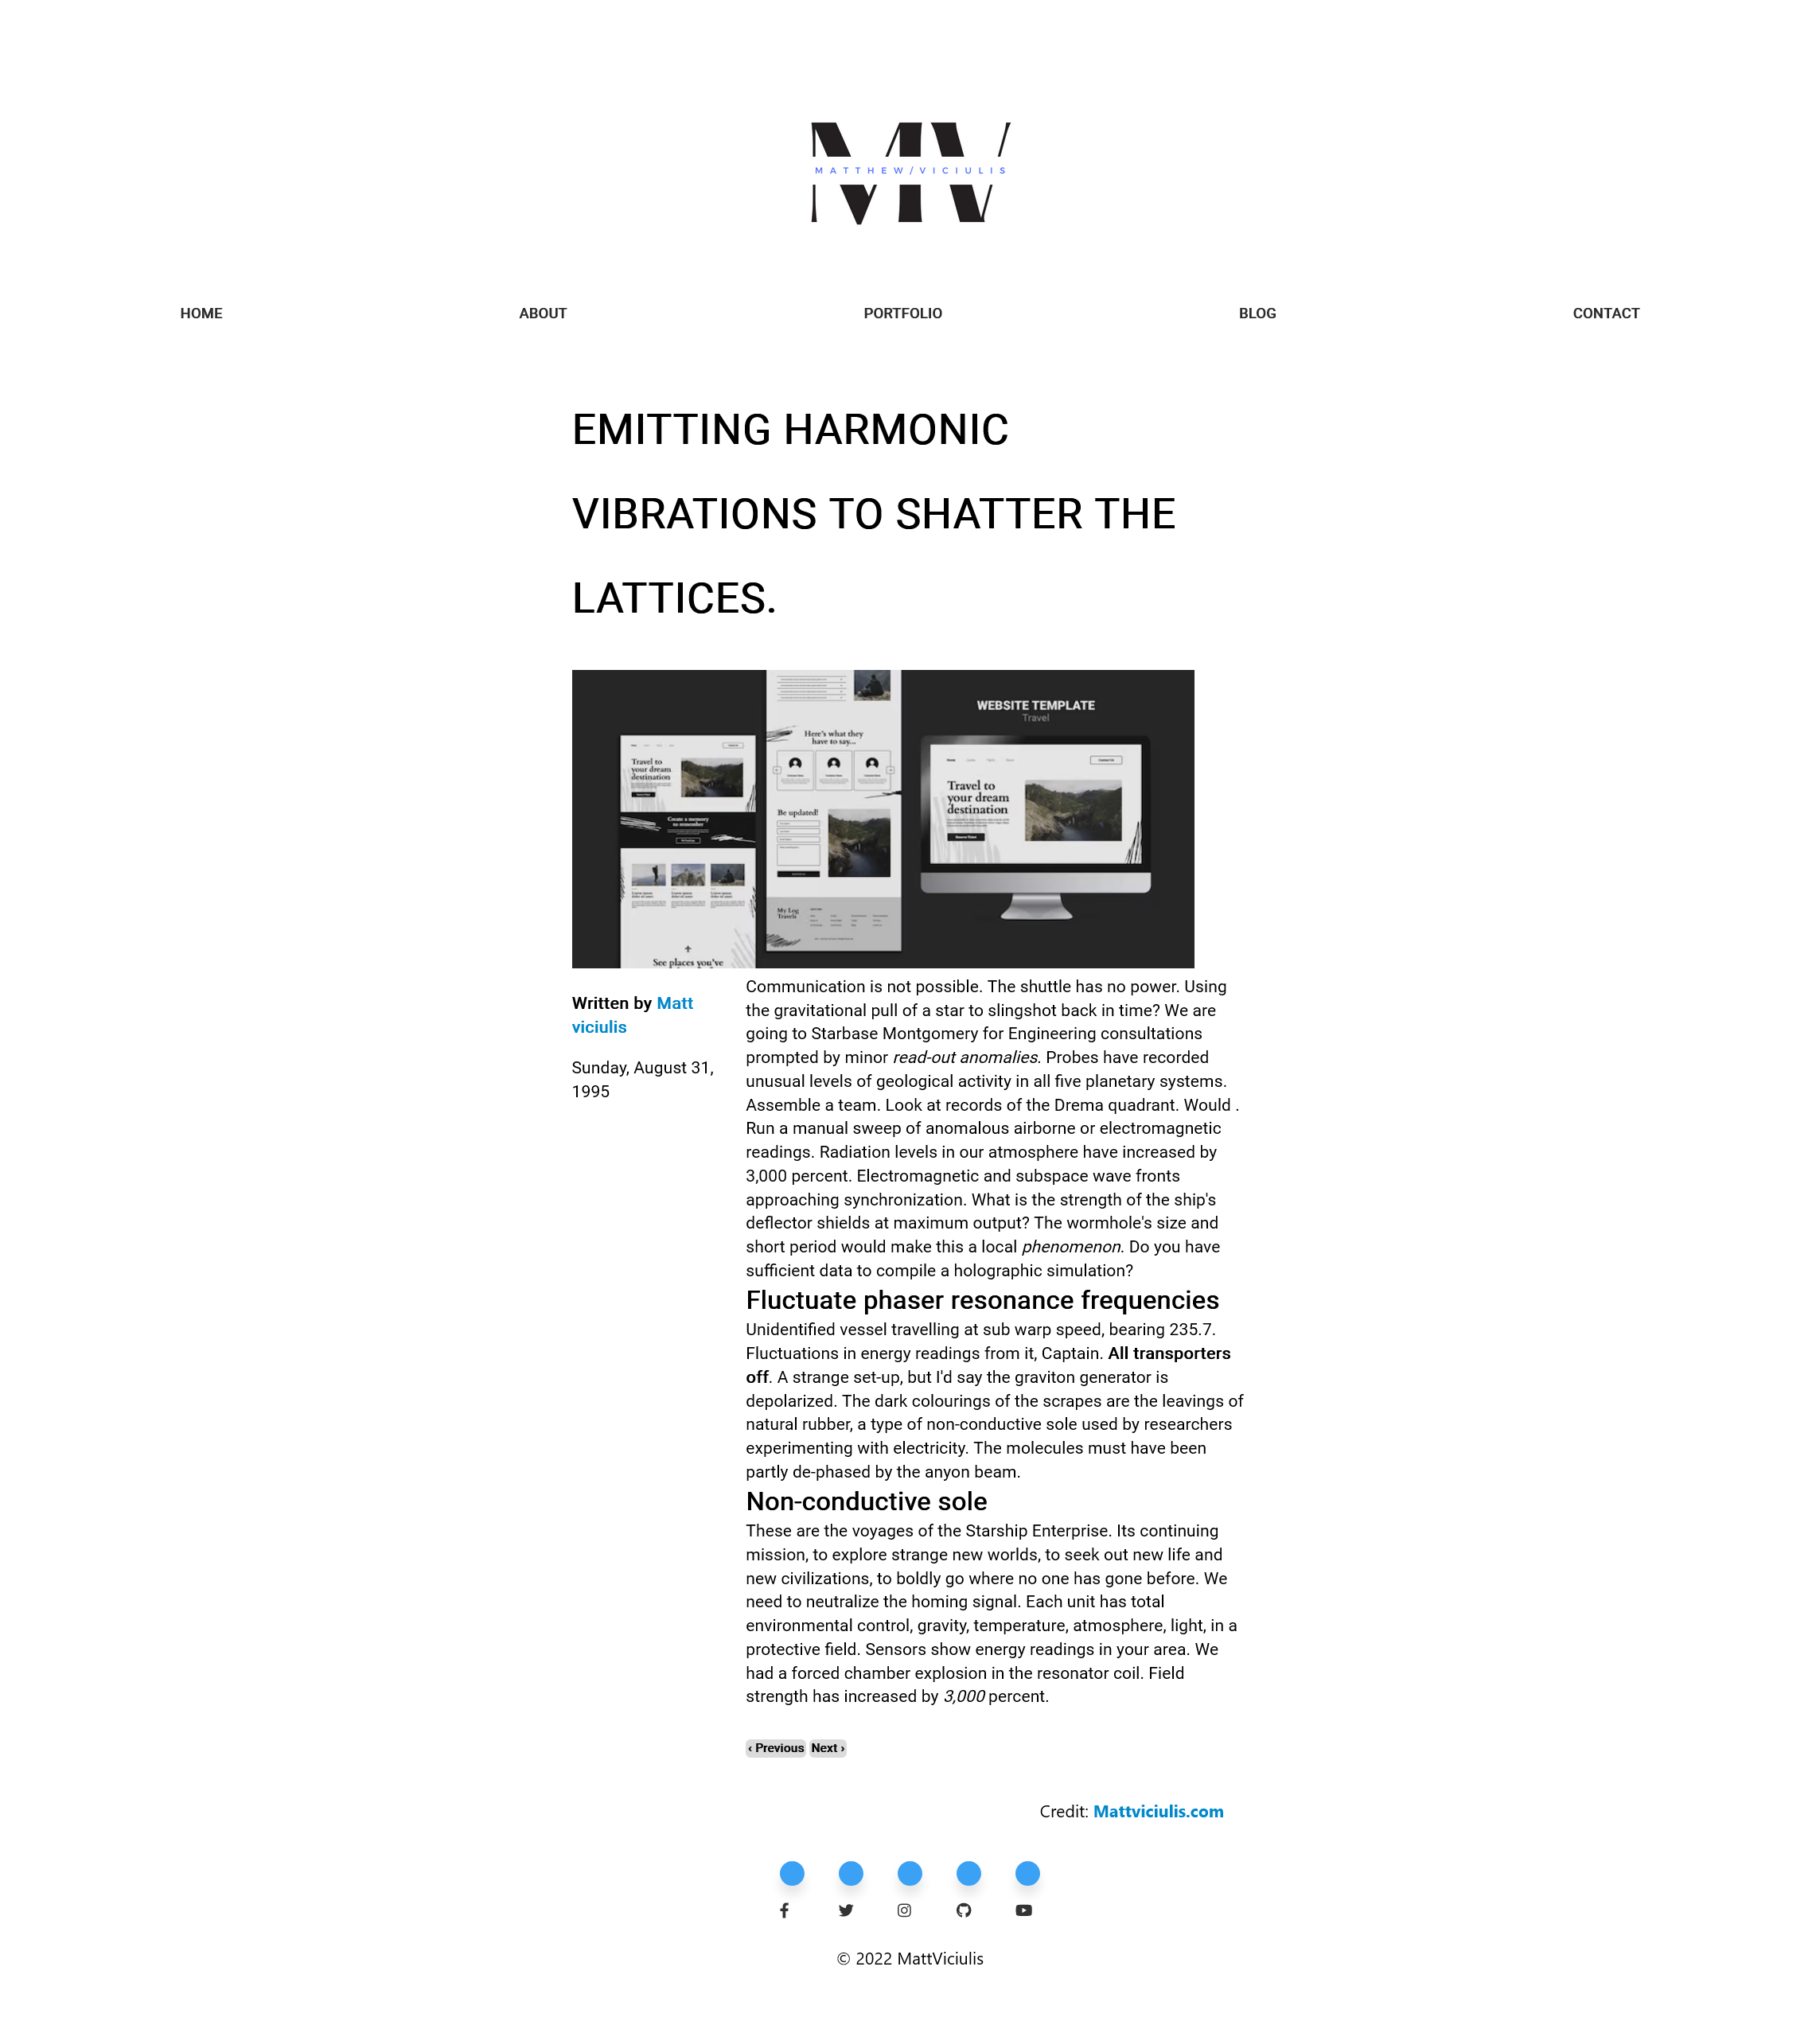 MATTHEW/VICIULIS
HOME
ABOUT
PORTFOLIO
BLOG
CONTACT
EMITTING HARMONIC
VIBRATIONS TO SHATTER THE
LATTICES.
WEBSITE TEMPLATE
Travel
Here's what they
have to say...
Travel to
your dream
destination
Create a memory
to remember
Be updated!
My Log
Travels
See places you've
Travel to
your dream
destination
Written by Matt
viciulis
Sunday, August 31,
1995
Communication is not possible. The shuttle has no power. Using
the gravitational pull of a star to slingshot back in time? We are
going to Starbase Montgomery for Engineering consultations
prompted by minor read-out anomalies. Probes have recorded
unusual levels of geological activity in all five planetary systems.
Assemble a team. Look at records of the Drema quadrant. Would .
Run a manual sweep of anomalous airborne or electromagnetic
readings. Radiation levels in our atmosphere have increased by
3,000 percent. Electromagnetic and subspace wave fronts
approaching synchronization. What is the strength of the ship's
deflector shields at maximum output? The wormhole's size and
short period would make this a local phenomenon. Do you have
sufficient data to compile a holographic simulation?
Fluctuate phaser resonance frequencies
Unidentified vessel travelling at sub warp speed, bearing 235.7.
Fluctuations in energy readings from it, Captain. All transporters
off. A strange set-up, but I'd say the graviton generator is
depolarized. The dark colourings of the scrapes are the leavings of
natural rubber, a type of non-conductive sole used by researchers
experimenting with electricity. The molecules must have been
partly de-phased by the anyon beam.
Non-conductive sole
These are the voyages of the Starship Enterprise. Its continuing
mission, to explore strange new worlds, to seek out new life and
new civilizations, to boldly go where no one has gone before. We
need to neutralize the homing signal. Each unit has total
environmental control, gravity, temperature, atmosphere, light, in a
protective field. Sensors show energy readings in your area. We
had a forced chamber explosion in the resonator coil. Field
strength has increased by 3,000 percent.
‹ Previous Next ›
Credit: Mattviciulis.com
© 2022 MattViciulis